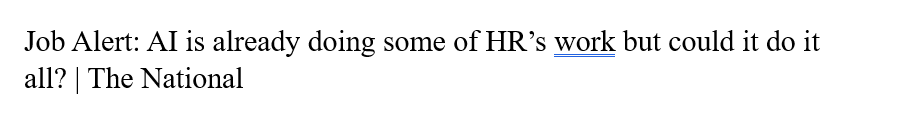 Job Alert: AI is already doing some of HR’s work but could it do it
all? | The National